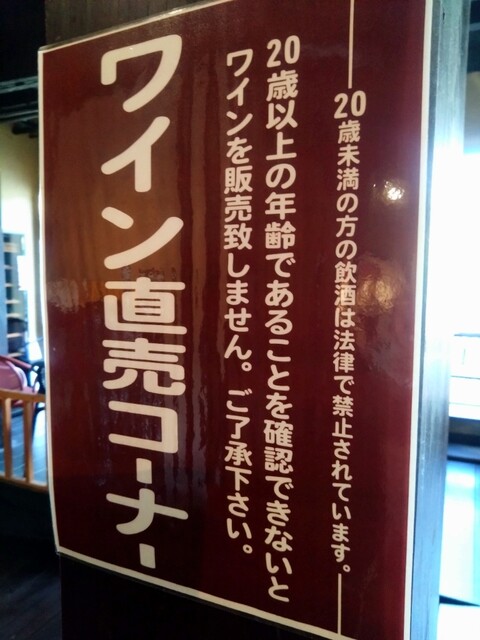 20歳未満の方の飲酒は法律で禁止されています。
20歳以上の年齢であることを確認できないと
ワインを販売致しません。ご了承下さい。
ワイン直売コーナー